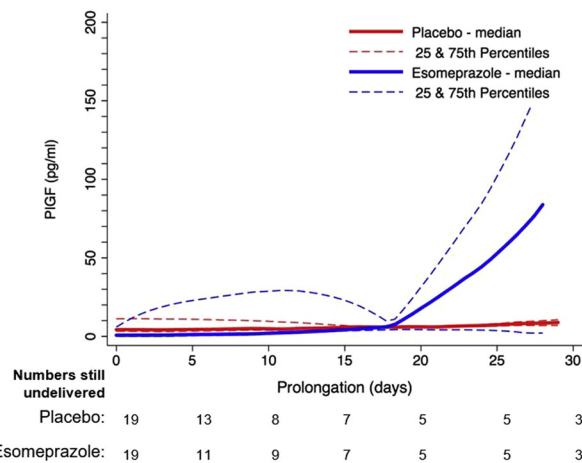 200
150
100
50
0
PlGF (pg/ml)
Placebo - median
25 & 75th Percentiles
Esomeprazole - median
25 & 75th Percentiles
0 5 10 15 20 25 30
Prolongation (days)
Numbers still
undelivered:
Placebo: 19 13 8 7 5 5 3
Esomeprazole: 19 11 9 7 5 5 3